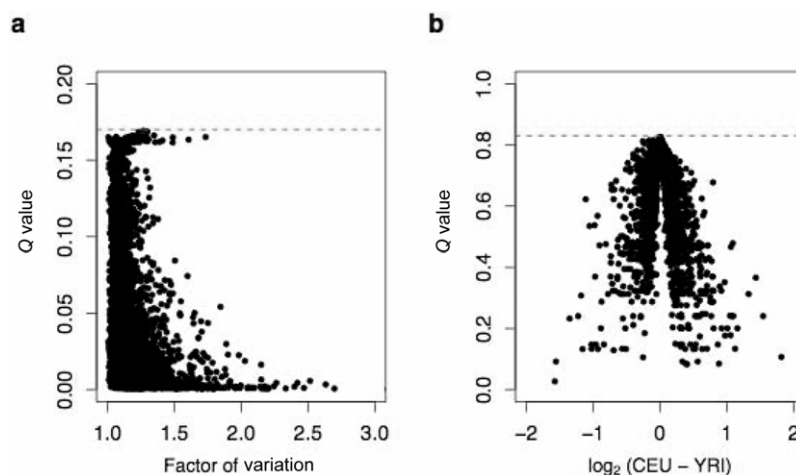 a
b
0.20
0.15
0.10
0.05
0.00
Q value
1.0 1.5 2.0 2.5 3.0
Factor of variation
1.0
0.8
0.6
0.4
0.2
0.0
Q value
−2 −1 0 1 2
log₂ (CEU − YRI)